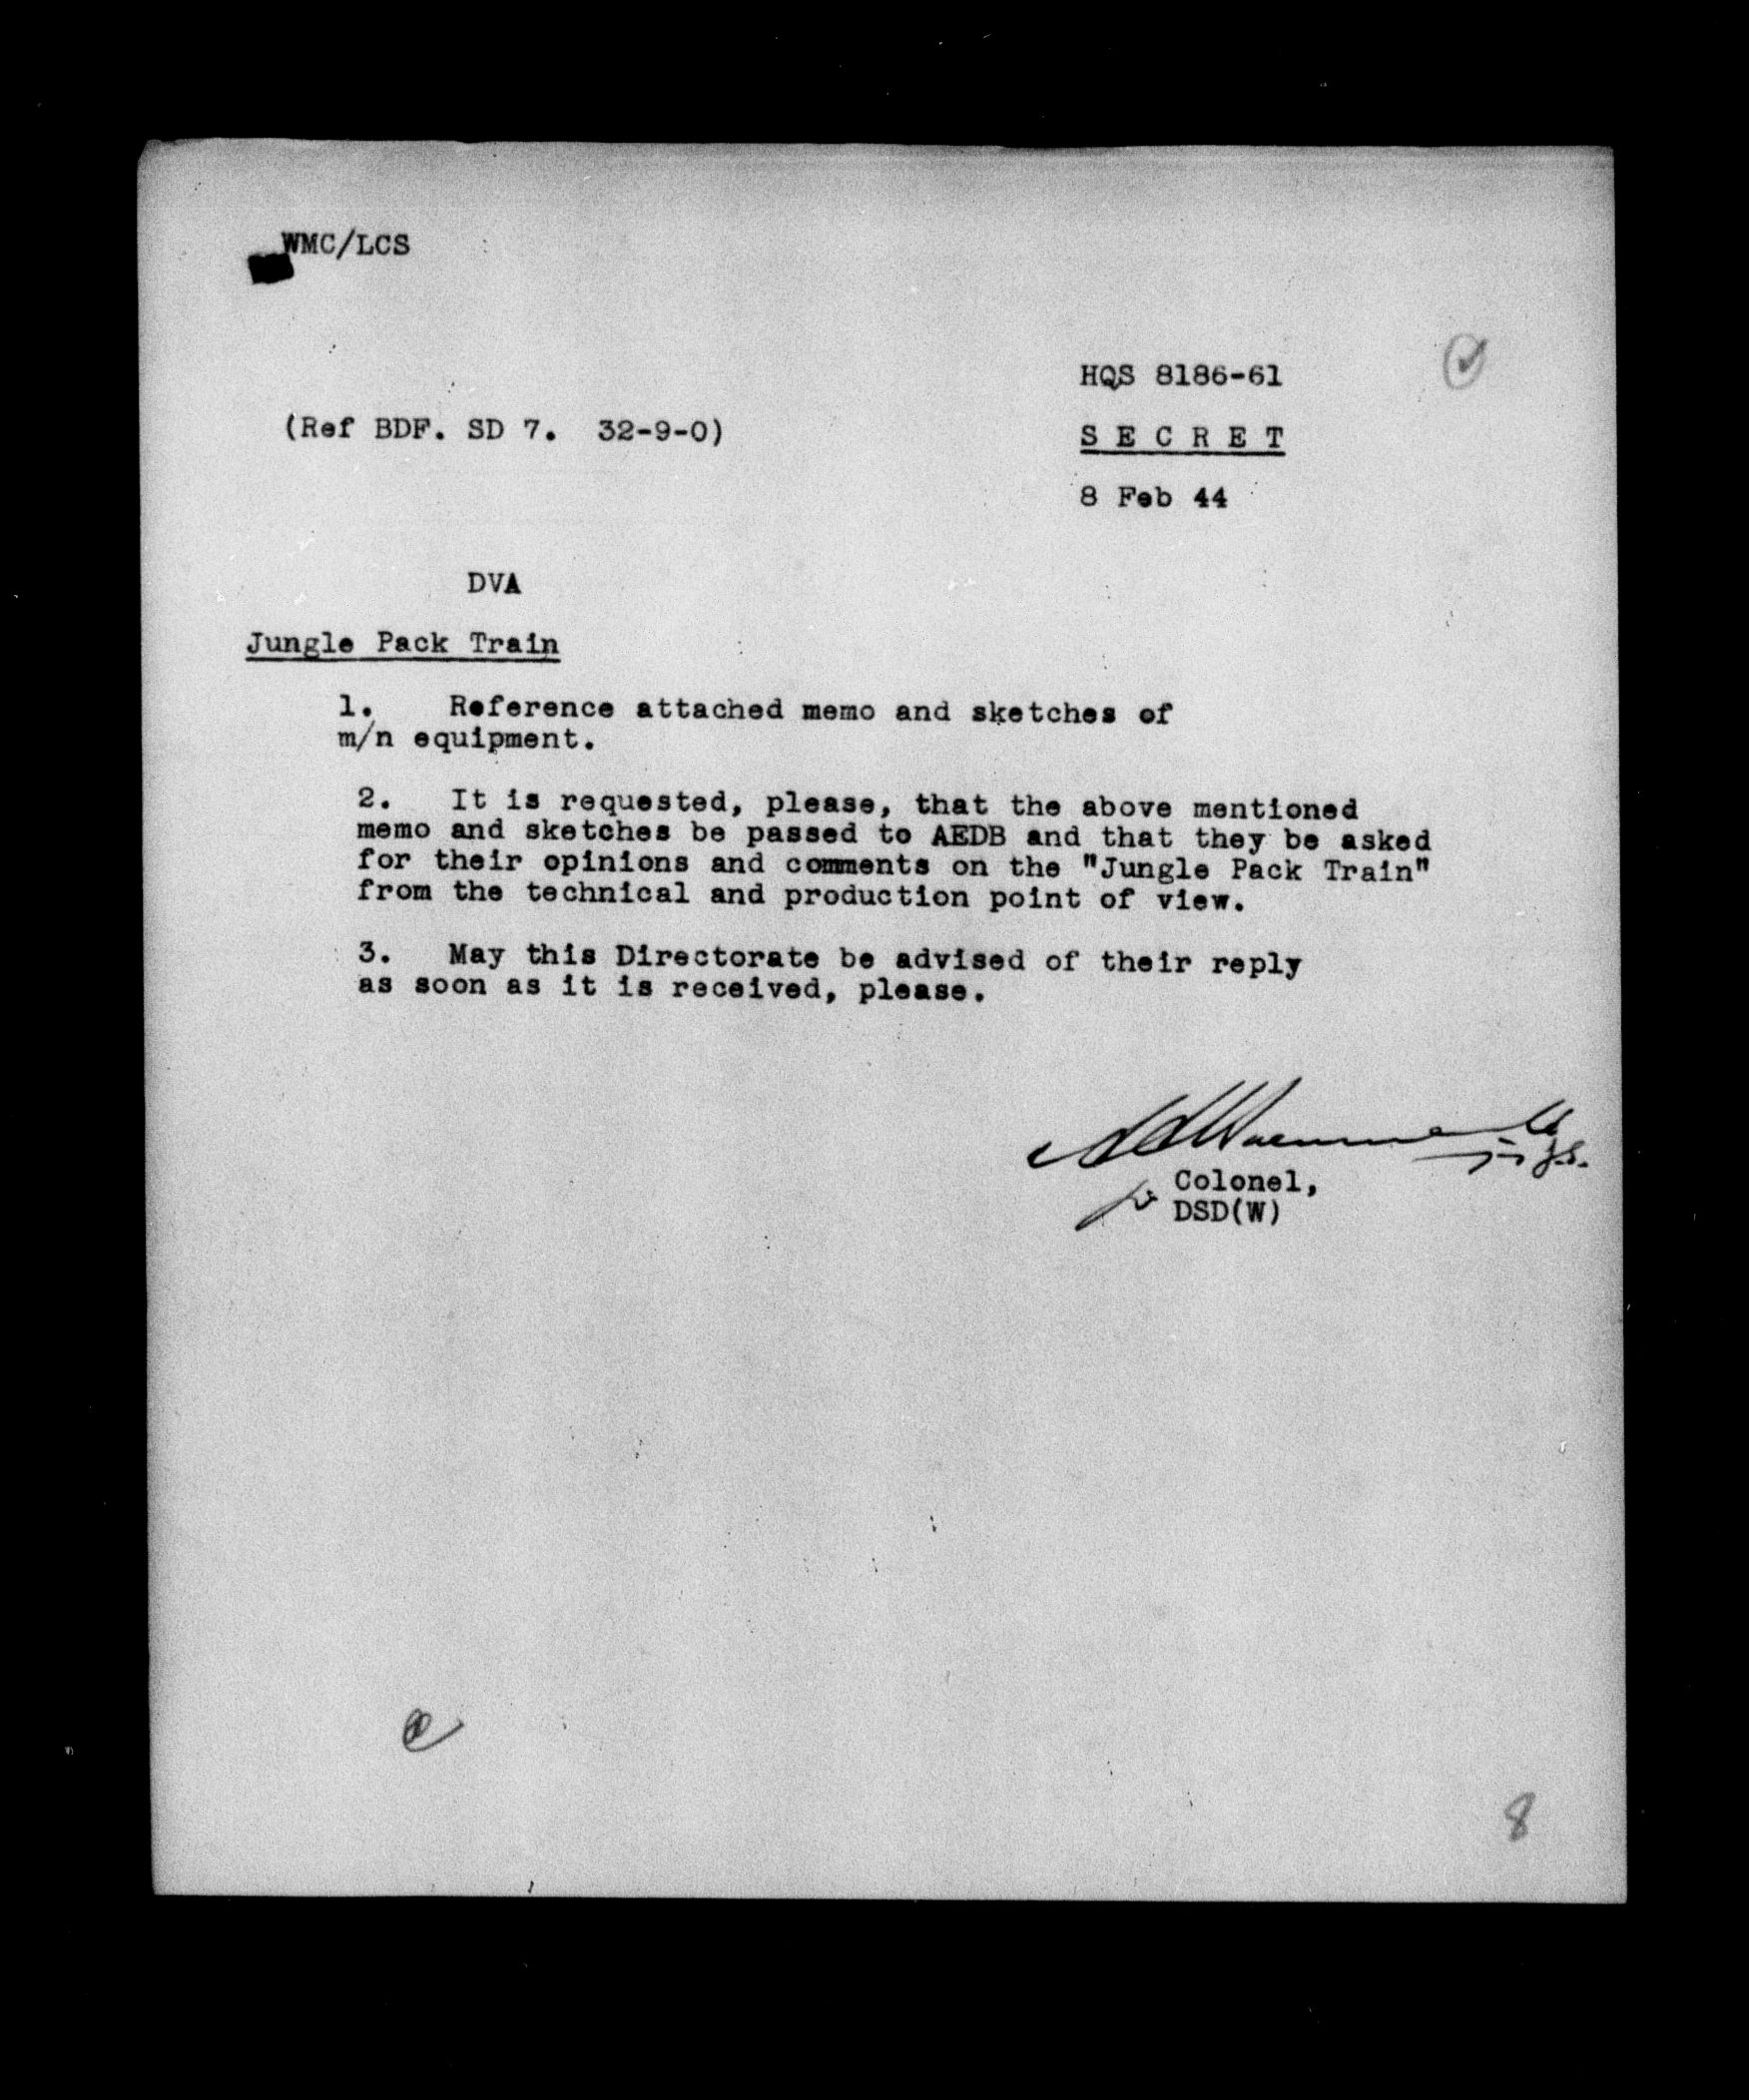 WMC/LCS
HQS 8186-61
(Ref BDF. SD 7. 32-9-0)
S E C R E T
8 Feb 44
DVA
Jungle Pack Train
1. Reference attached memo and sketches of
m/n equipment.
2. It is requested, please, that the above mentioned
memo and sketches be passed to AEDB and that they be asked
for their opinions and comments on the "Jungle Pack Train"
from the technical and production point of view.
3. May this Directorate be advised of their reply
as soon as it is received, please.
Colonel,
DSD(W)
8